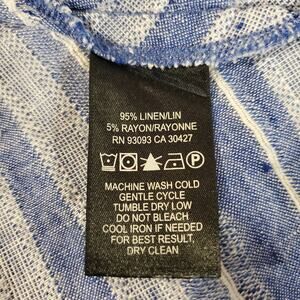 95% LINEN/LIN
5% RAYON/RAYONNE
RN 93093 CA 30427
MACHINE WASH COLD
GENTLE CYCLE
TUMBLE DRY LOW
DO NOT BLEACH
COOL IRON IF NEEDED
FOR BEST RESULT,
DRY CLEAN